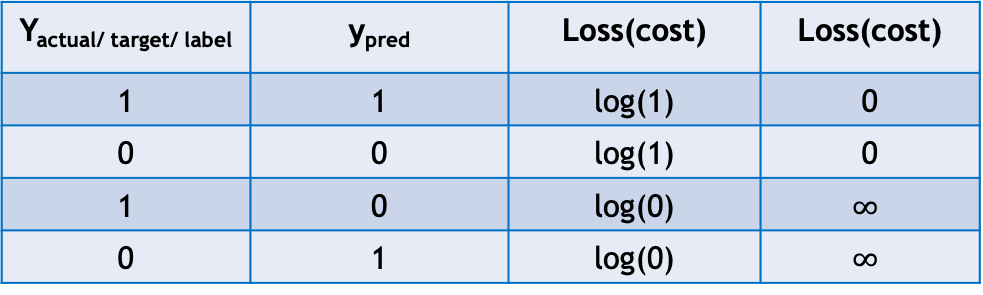 Yactual/ target/ label ypred Loss(cost) Loss(cost)
1 1 log(1) 0
0 0 log(1) 0
1 0 log(0) ∞
0 1 log(0) ∞